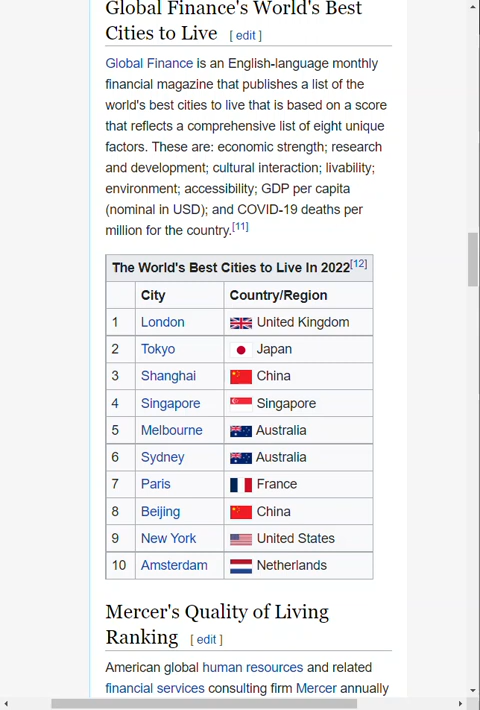 Global Finance's World's Best
Cities to Live [ edit ]
Global Finance is an English-language monthly
financial magazine that publishes a list of the
world's best cities to live that is based on a score
that reflects a comprehensive list of eight unique
factors. These are: economic strength; research
and development; cultural interaction; livability;
environment; accessibility; GDP per capita
(nominal in USD); and COVID-19 deaths per
million for the country.[11]
The World's Best Cities to Live In 2022[12]
City Country/Region
1 London United Kingdom
2 Tokyo Japan
3 Shanghai China
4 Singapore Singapore
5 Melbourne Australia
6 Sydney Australia
7 Paris France
8 Beijing China
9 New York United States
10 Amsterdam Netherlands
Mercer's Quality of Living
Ranking [ edit ]
American global human resources and related
financial services consulting firm Mercer annually